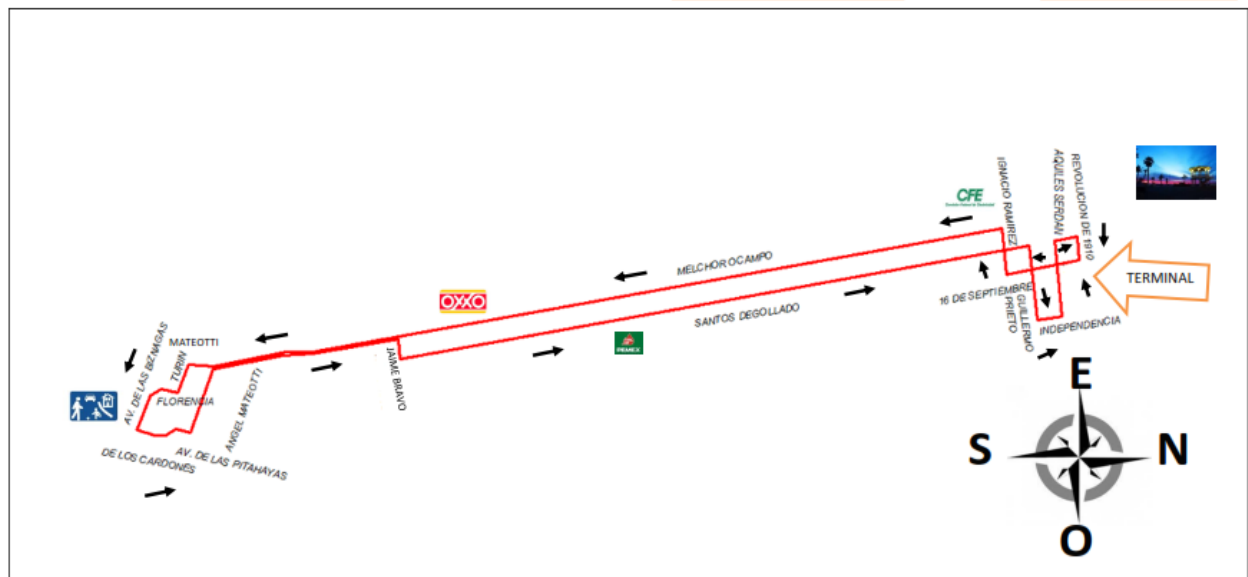 IGNACIO RAMIREZ
AQUILES SERDAN
REVOLUCION DE 1910
CFE
MELCHOR OCAMPO
TERMINAL
16 DE SEPTIEMBRE
OXXO
SANTOS DEGOLLADO
GUILLERMO
PRIETO
INDEPENDENCIA
PEMEX
MATEOTTI
JAIME BRAVO
AV. DE LAS BIZNAGAS
TURIN
FLORENCIA
ANGEL MATEOTTI
DE LOS CARDONES
AV. DE LAS PITAHAYAS
E
S
N
O